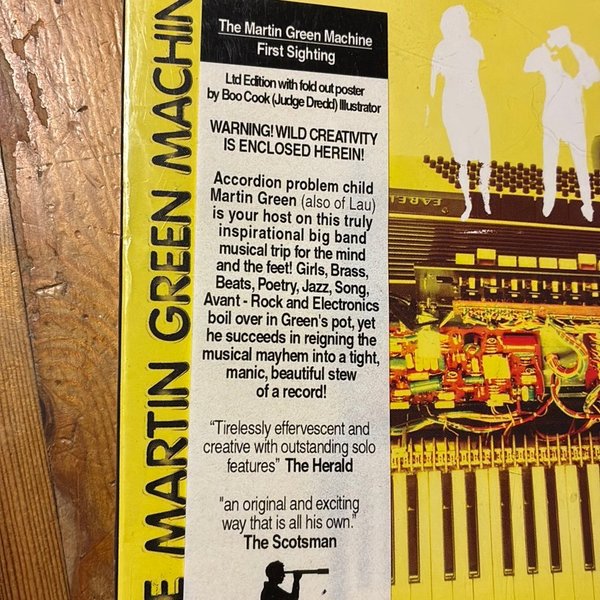 The Martin Green Machine
First Sighting
Ltd Edition with fold out poster
by Boo Cook (Judge Dredd) Illustrator
WARNING! WILD CREATIVITY
IS ENCLOSED HEREIN!
Accordion problem child
Martin Green (also of Lau)
is your host on this truly
inspirational big band
musical trip for the mind
and the feet! Girls, Brass,
Beats, Poetry, Jazz, Song,
Avant - Rock and Electronics
boil over in Green's pot, yet
he succeeds in reigning the
musical mayhem into a tight,
manic, beautiful stew
of a record!
“Tirelessly effervescent and
creative with outstanding solo
features” The Herald
"an original and exciting
way that is all his own."
The Scotsman
E MARTIN GREEN MACHIN